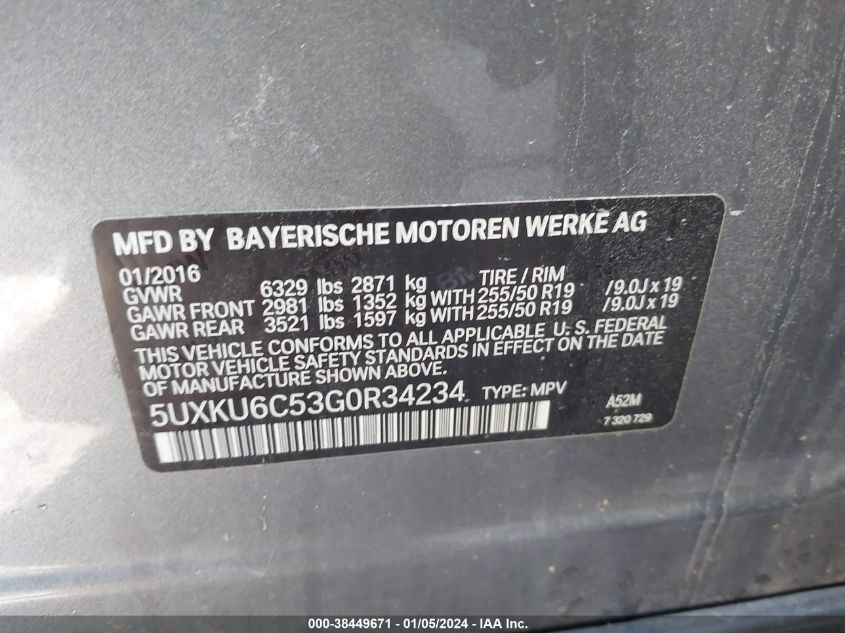 MFD BY BAYERISCHE MOTOREN WERKE AG
01/2016 TIRE / RIM
GVWR 6329 lbs 2871 kg
GAWR FRONT 2981 lbs 1352 kg WITH 255/50 R19 /9.0J x 19
GAWR REAR 3521 lbs 1597 kg WITH 255/50 R19 /9.0J x 19
THIS VEHICLE CONFORMS TO ALL APPLICABLE U.S. FEDERAL
MOTOR VEHICLE SAFETY STANDARDS IN EFFECT ON THE DATE
OF MANUFACTURE SHOWN ABOVE.
5UXKU6C53G0R34234 TYPE: MPV A52M
7 320 729
000-38449671 - 01/05/2024 - IAA Inc.